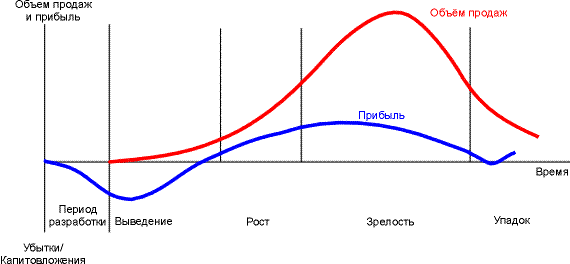 Объем продаж
и прибыль
Объём продаж
Прибыль
Время
Период
разработки
Выведение
Рост
Зрелость
Упадок
Убытки/
Капитовложения